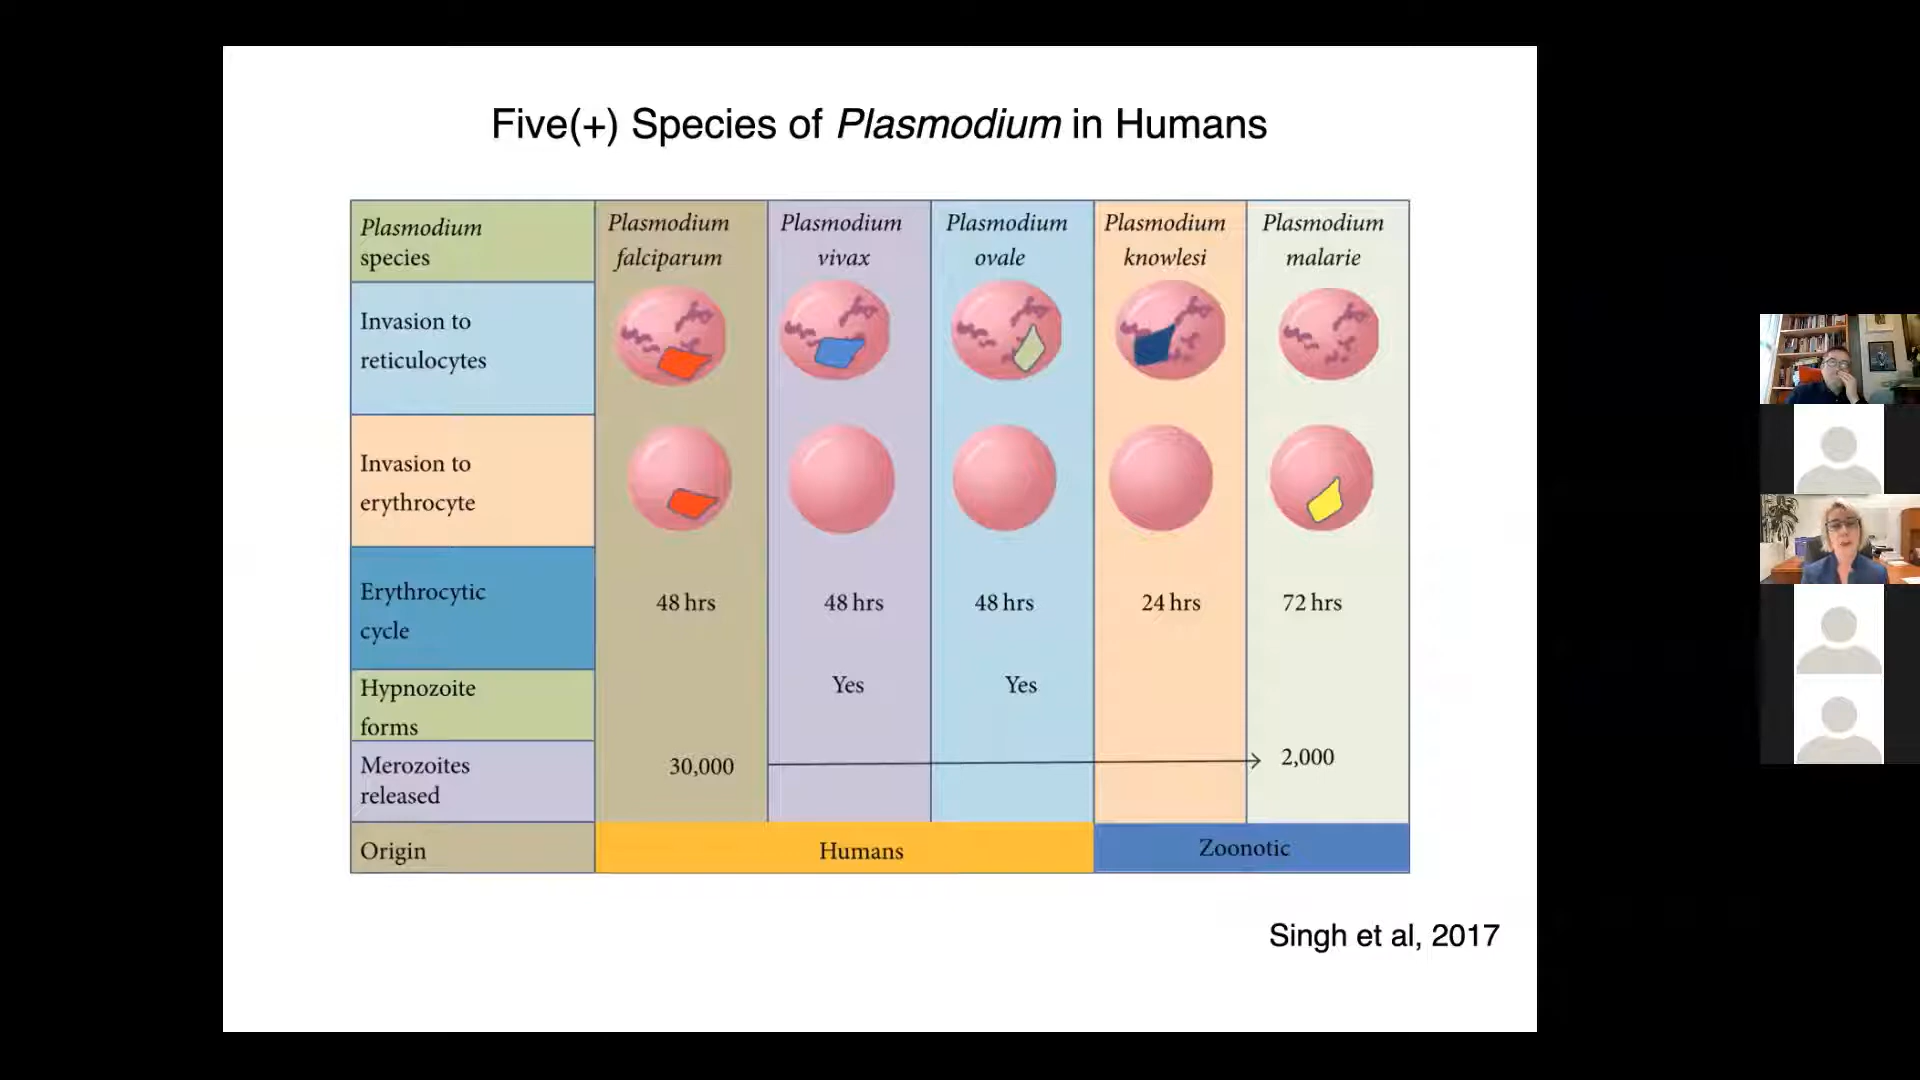 Five(+) Species of Plasmodium in Humans
Plasmodium
species
Plasmodium
falciparum
Plasmodium
vivax
Plasmodium
ovale
Plasmodium
knowlesi
Plasmodium
malarie
Invasion to
reticulocytes
Invasion to
erythrocyte
Erythrocytic
cycle
48 hrs
48 hrs
48 hrs
24 hrs
72 hrs
Hypnozoite
forms
Yes
Yes
Merozoites
released
30,000
2,000
Origin
Humans
Zoonotic
Singh et al, 2017